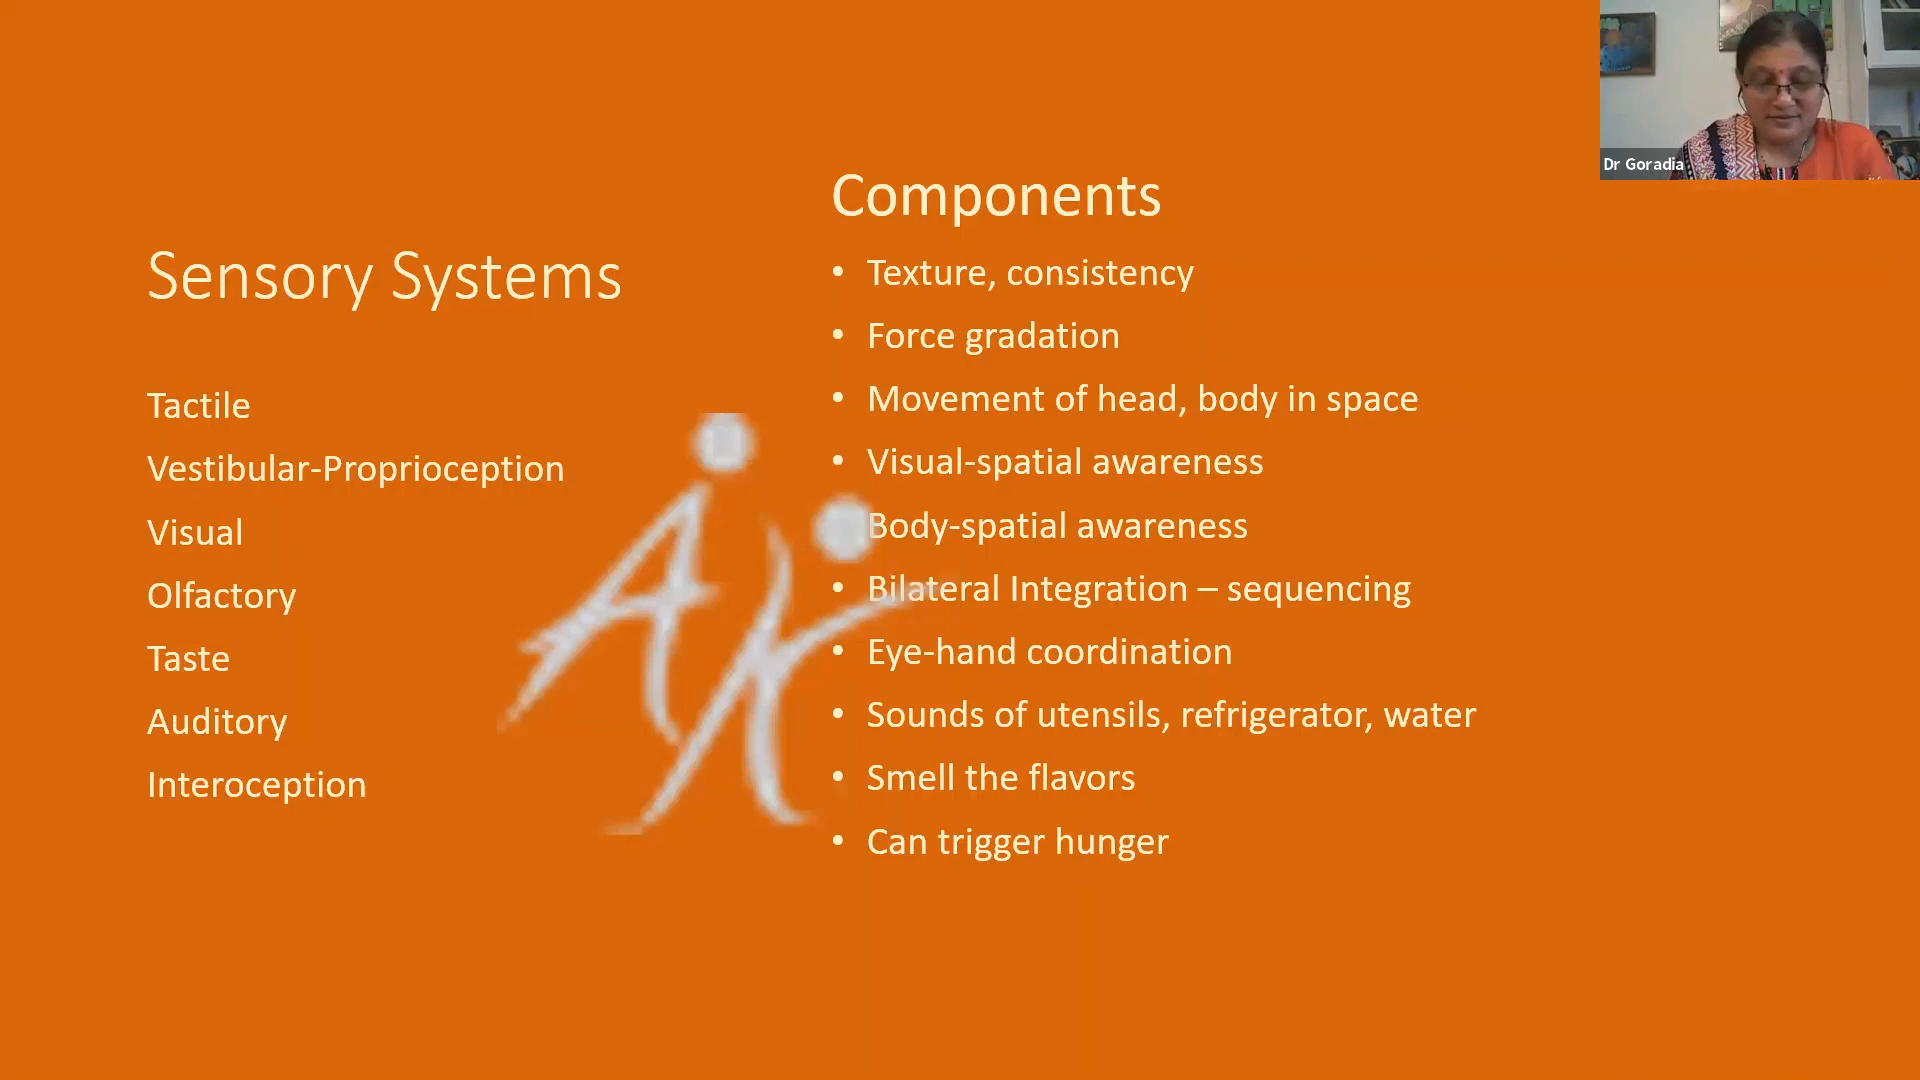 Sensory Systems
Tactile
Vestibular-Proprioception
Visual
Olfactory
Taste
Auditory
Interoception
Components
• Texture, consistency
• Force gradation
• Movement of head, body in space
• Visual-spatial awareness
Body-spatial awareness
• Bilateral Integration – sequencing
• Eye-hand coordination
• Sounds of utensils, refrigerator, water
• Smell the flavors
• Can trigger hunger
AK
Dr Goradia